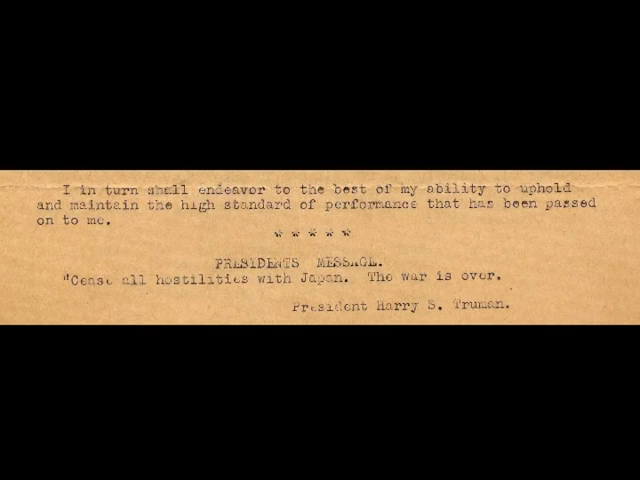 I in turn shall endeavor to the best of my ability to uphold
and maintain the high standard of performance that has been passed
on to me.
* * * * *
PRESIDENTS MESSAGE.
"Cease all hostilities with Japan. The war is over.
President Harry S. Truman.